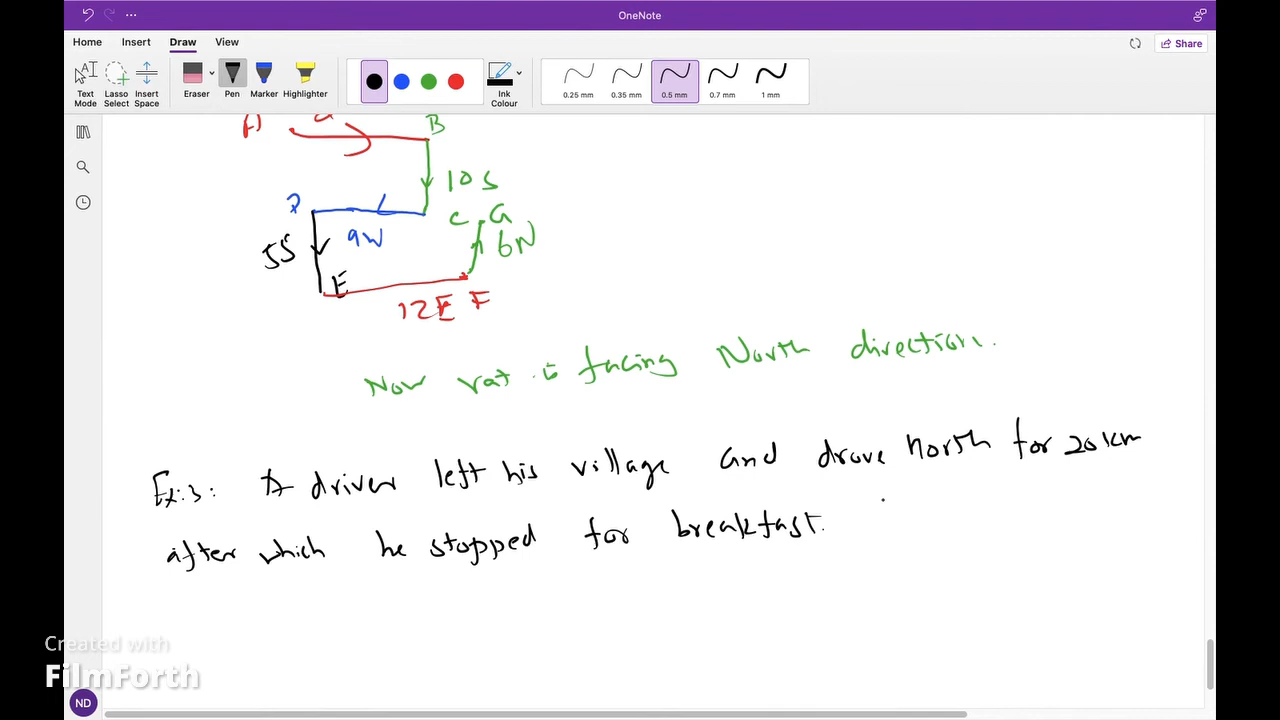 OneNote
Home Insert Draw View
Share
Text Mode
Lasso Select
Insert Space
Eraser
Pen
Marker
Highlighter
Ink Colour
0.25 mm
0.35 mm
0.5 mm
0.7 mm
1 mm
B
10 S
C G
9W
6N
5S
E
12E F
Now rat is facing North direction.
Ex:3: A driver left his village and drove north for 20 km
after which he stopped for breakfast.
Created with
FilmForth
ND